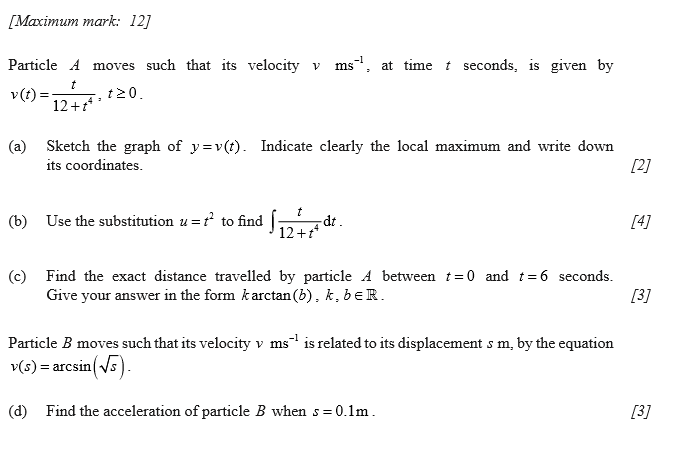 [Maximum mark: 12]
Particle A moves such that its velocity v ms⁻¹, at time t seconds, is given by
v(t) = t/(12+t⁴), t ≥ 0.
(a) Sketch the graph of y = v(t). Indicate clearly the local maximum and write down
its coordinates. [2]
(b) Use the substitution u = t² to find ∫ t/(12+t⁴) dt. [4]
(c) Find the exact distance travelled by particle A between t = 0 and t = 6 seconds.
Give your answer in the form k arctan(b), k, b ∈ ℝ. [3]
Particle B moves such that its velocity v ms⁻¹ is related to its displacement s m, by the equation
v(s) = arcsin(√s).
(d) Find the acceleration of particle B when s = 0.1 m. [3]